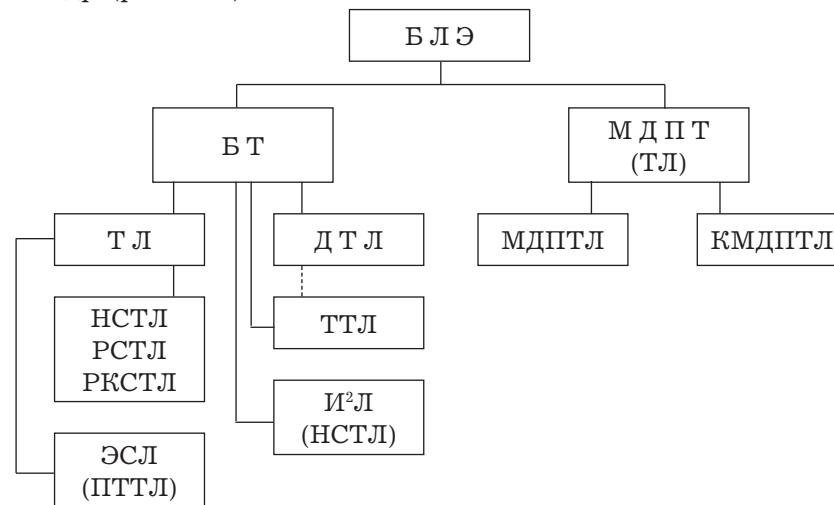 Б Л Э
Б Т
М Д П Т
(ТЛ)
Т Л
Д Т Л
МДПТЛ
КМДПТЛ
НСТЛ
РСТЛ
РКСТЛ
ТТЛ
И²Л
(НСТЛ)
ЭСЛ
(ПТТЛ)